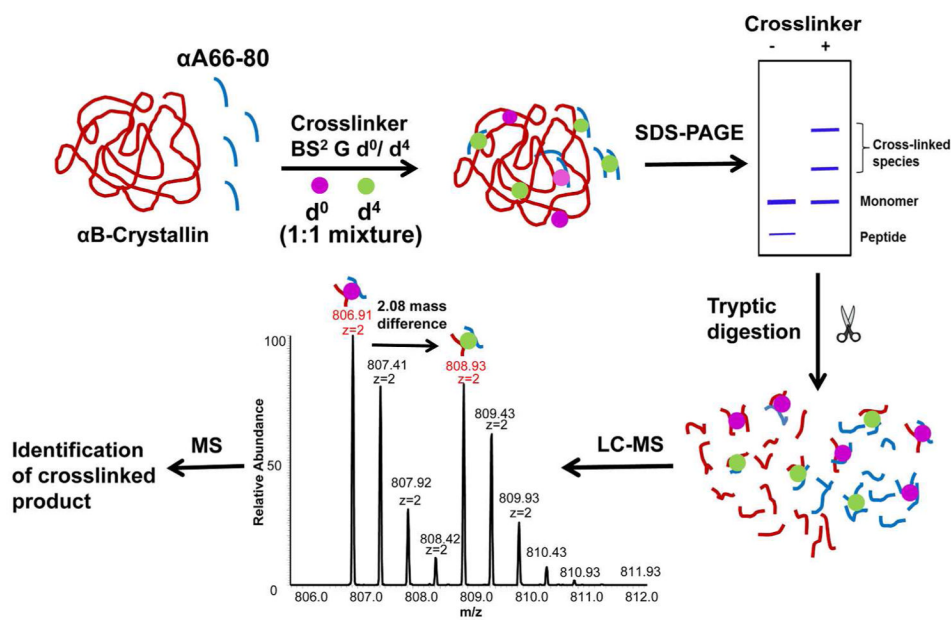 αA66-80
αB-Crystallin
Crosslinker
BS² G d⁰/ d⁴
d⁰ d⁴
(1:1 mixture)
SDS-PAGE
Crosslinker
- +
Cross-linked
species
Monomer
Peptide
Tryptic
digestion
LC-MS
806.91
z=2
2.08 mass
difference
807.41
z=2
807.92
z=2
808.42
z=2
808.93
z=2
809.43
z=2
809.93
z=2
810.43
810.93
811.93
100
50
0
Relative Abundance
806.0 807.0 808.0 809.0 810.0 811.0 812.0
m/z
MS
Identification
of crosslinked
product